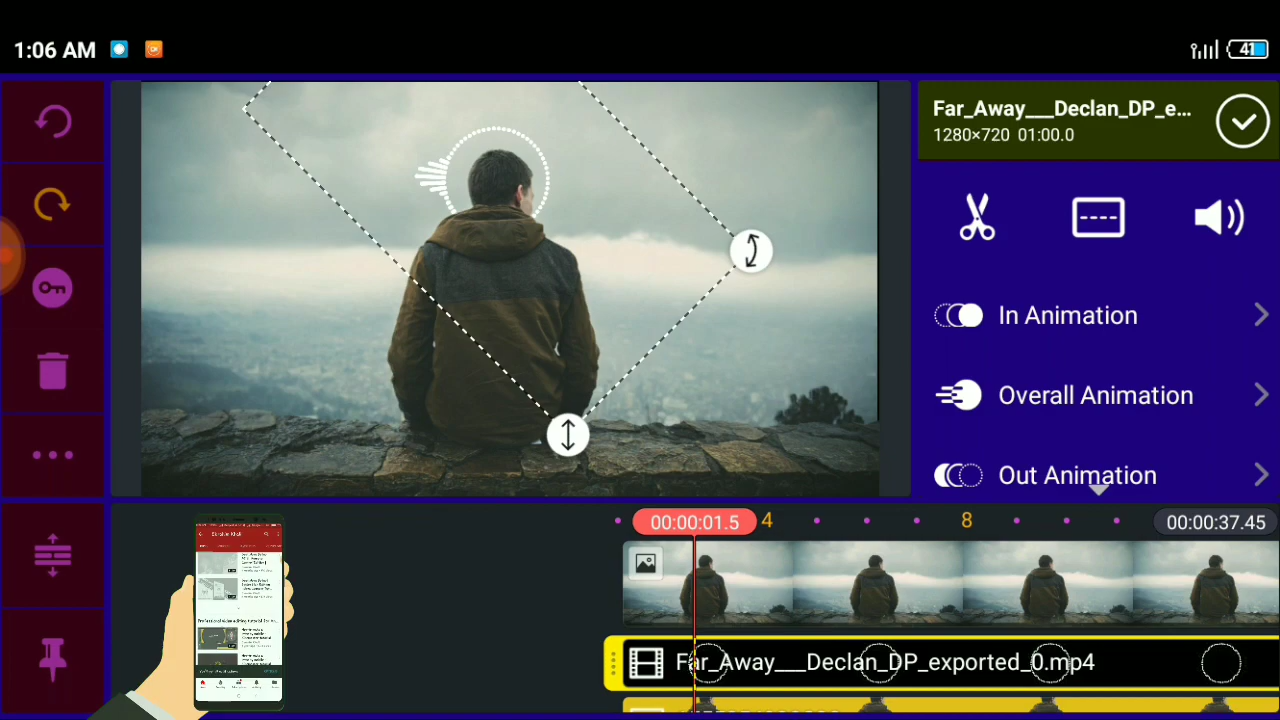 1:06 AM
41
Far_Away___Declan_DP_e...
1280×720 01:00.0
In Animation
Overall Animation
Out Animation
00:00:01.5
4
8
00:00:37.45
Far_Away___Declan_DP_exported_0.mp4